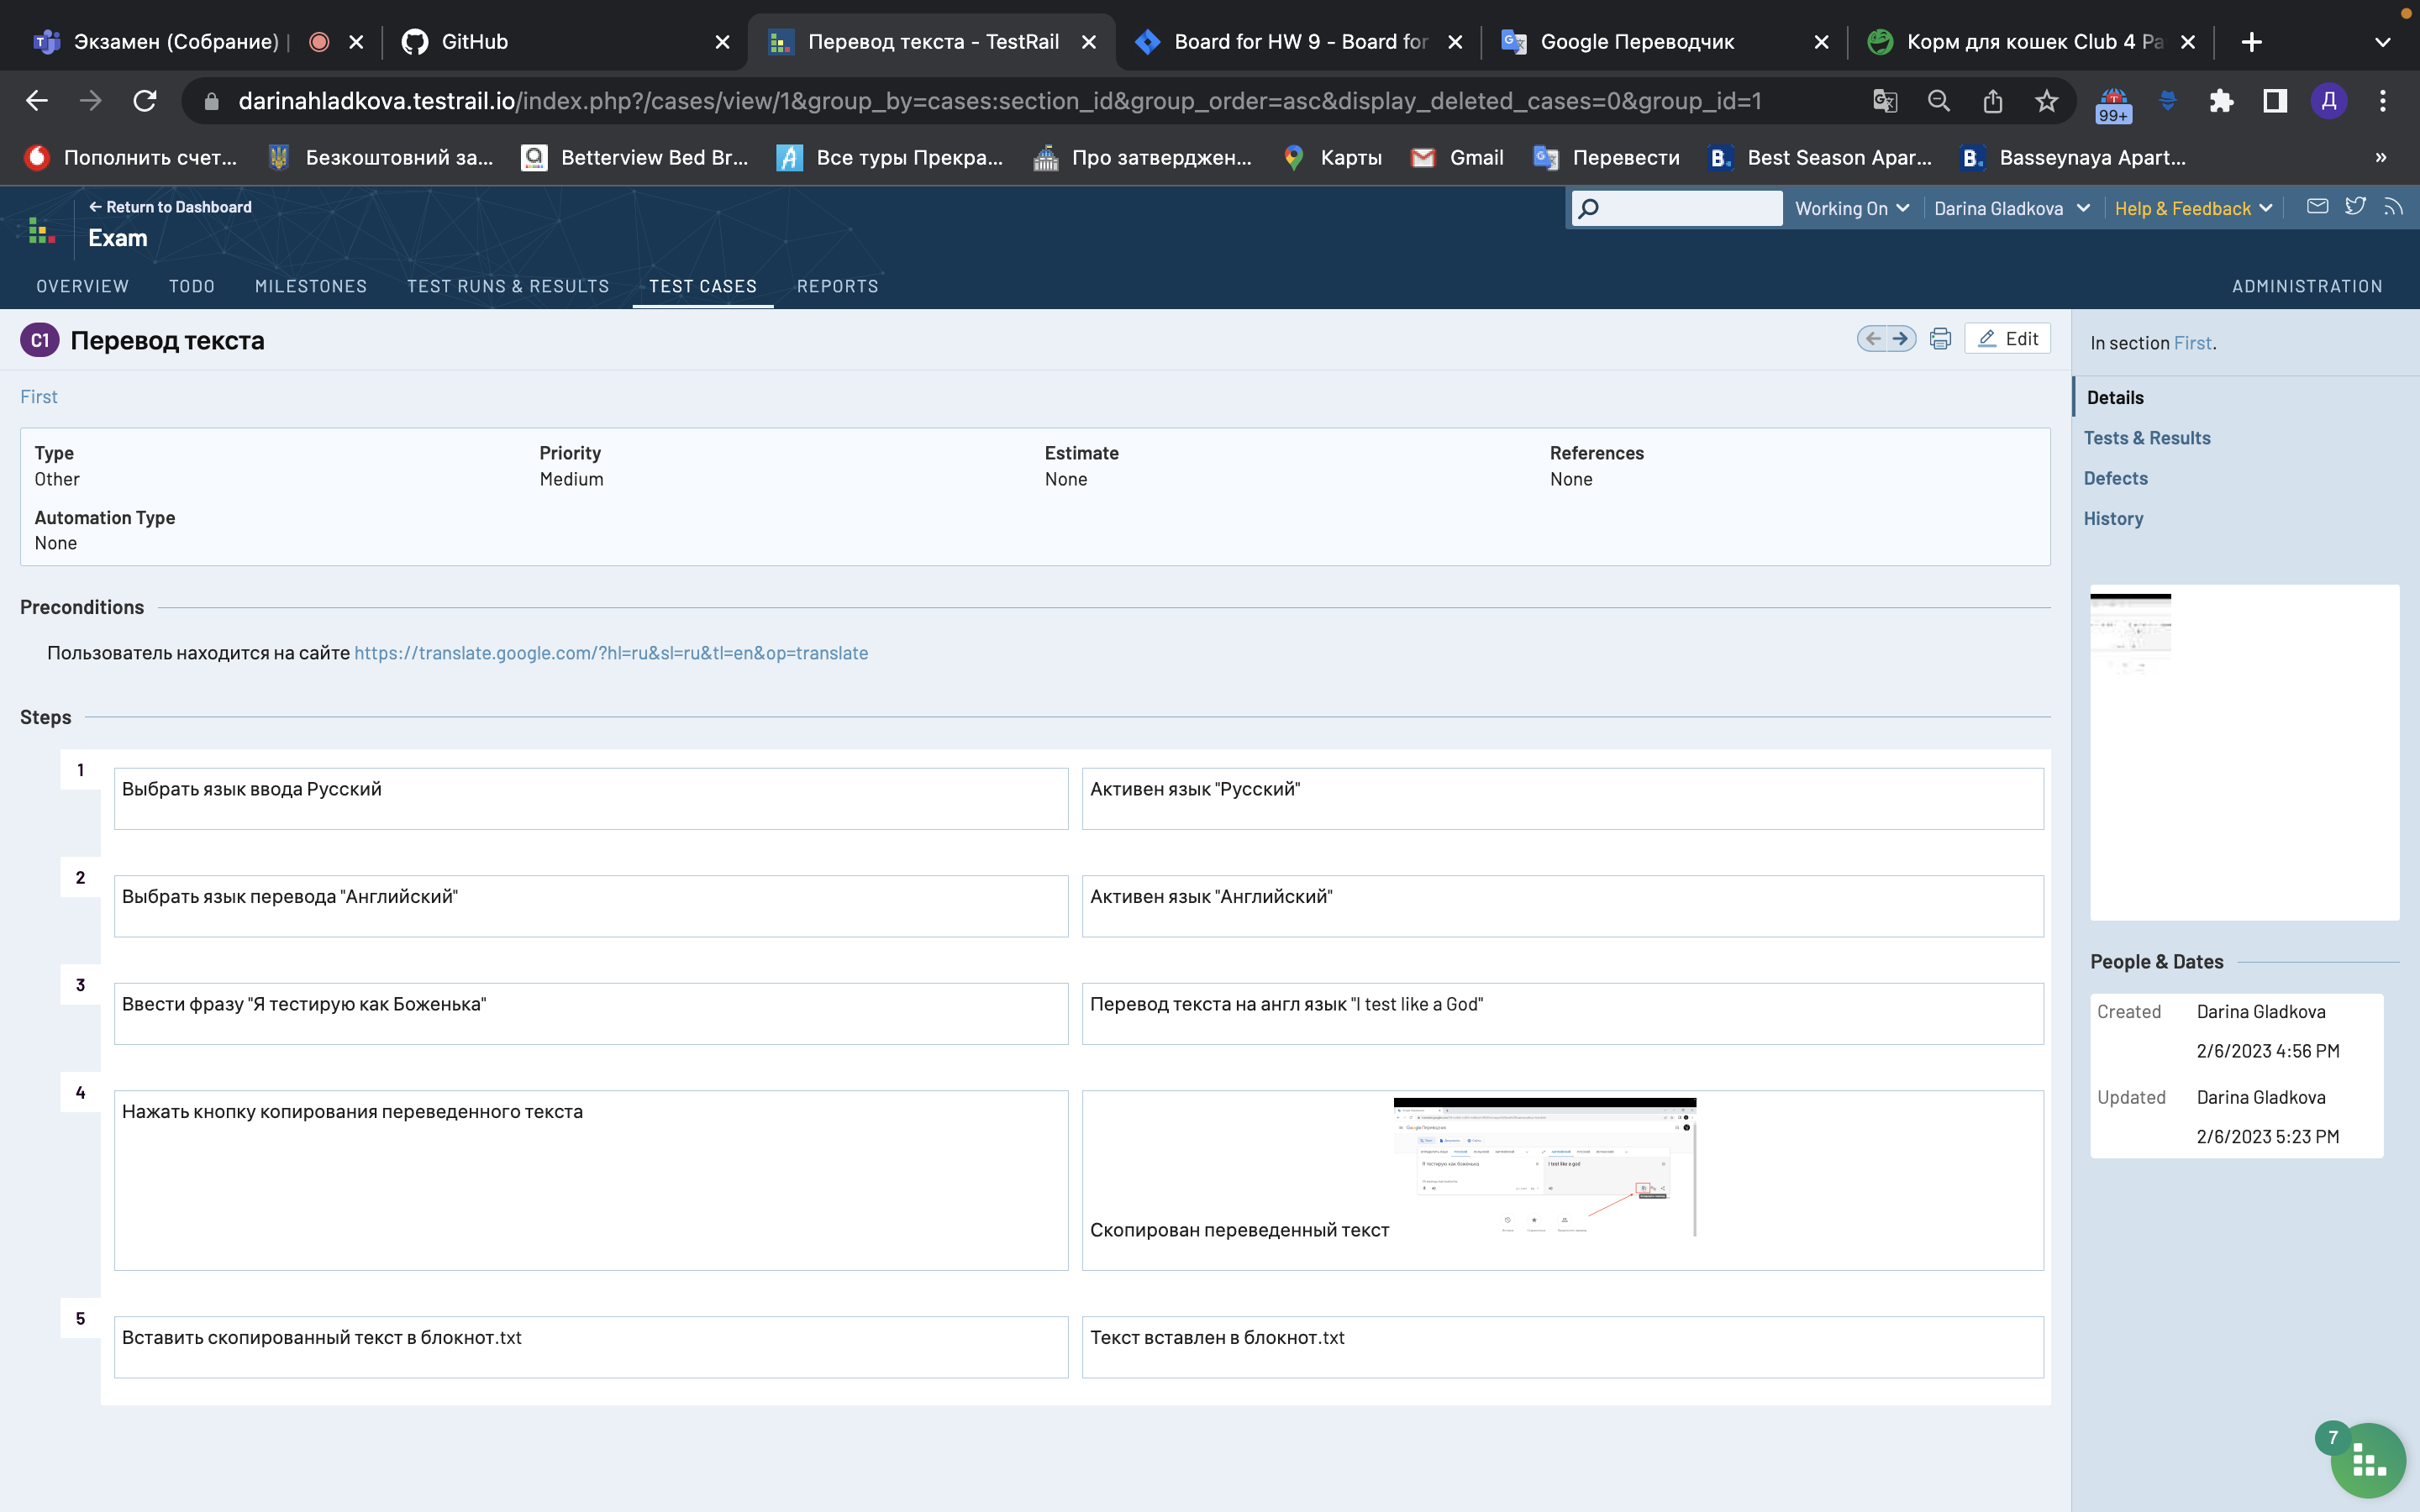 Экзамен (Собрание) |
GitHub
Перевод текста - TestRail
Board for HW 9 - Board for
Google Переводчик
Корм для кошек Club 4 Pa
darinahladkova.testrail.io/index.php?/cases/view/1&group_by=cases:section_id&group_order=asc&display_deleted_cases=0&group_id=1
99+
Д
Пополнить счет...
Безкоштовний за...
Betterview Bed Br...
Все туры Прекра...
Про затверджен...
Карты
Gmail
Перевести
Best Season Apar...
Basseynaya Apart...
»
Return to Dashboard
Exam
Working On
Darina Gladkova
Help & Feedback
OVERVIEW
TODO
MILESTONES
TEST RUNS & RESULTS
TEST CASES
REPORTS
ADMINISTRATION
C1
Перевод текста
Edit
In section First.
First
Details
Tests & Results
Defects
History
Type
Other
Priority
Medium
Estimate
None
References
None
Automation Type
None
Preconditions
Пользователь находится на сайте https://translate.google.com/?hl=ru&sl=ru&tl=en&op=translate
Steps
1
Выбрать язык ввода Русский
Активен язык "Русский"
2
Выбрать язык перевода "Английский"
Активен язык "Английский"
3
Ввести фразу "Я тестирую как Боженька"
Перевод текста на англ язык "I test like a God"
4
Нажать кнопку копирования переведенного текста
Google Переводчик
Я тестирую как боженька
I test like a god
Скопирован переведенный текст
5
Вставить скопированный текст в блокнот.txt
Текст вставлен в блокнот.txt
People & Dates
Created
Darina Gladkova
2/6/2023 4:56 PM
Updated
Darina Gladkova
2/6/2023 5:23 PM
7